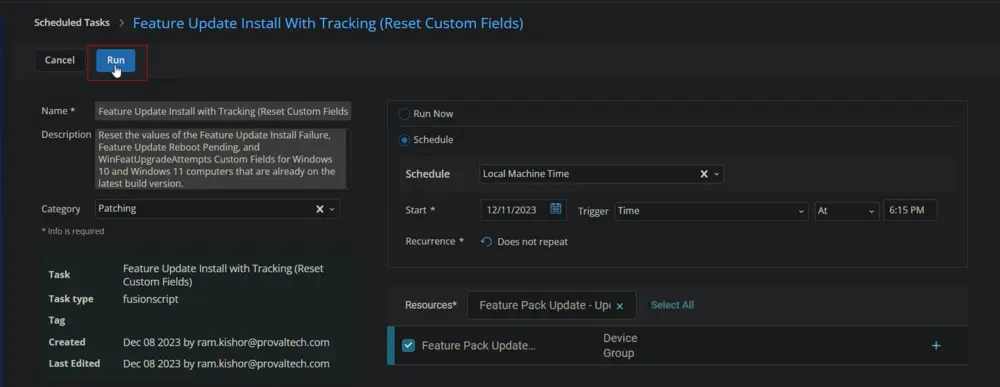 Scheduled Tasks > Feature Update Install With Tracking (Reset Custom Fields)
Cancel
Run
Name *
Feature Update Install with Tracking (Reset Custom Fields
Description
Reset the values of the Feature Update Install Failure,
Feature Update Reboot Pending, and
WinFeatUpgradeAttempts Custom Fields for Windows
10 and Windows 11 computers that are already on the
latest build version.
Category
Patching
* Info is required
Task
Feature Update Install with Tracking (Reset
Custom Fields)
Task type
fusionscript
Tag
Created
Dec 08 2023 by ram.kishor@provaltech.com
Last Edited
Dec 08 2023 by ram.kishor@provaltech.com
Run Now
Schedule
Schedule
Local Machine Time
Start *
12/11/2023
Trigger
Time
At
6:15 PM
Recurrence *
Does not repeat
Resources*
Feature Pack Update - Up
Select All
Feature Pack Update...
Device
Group